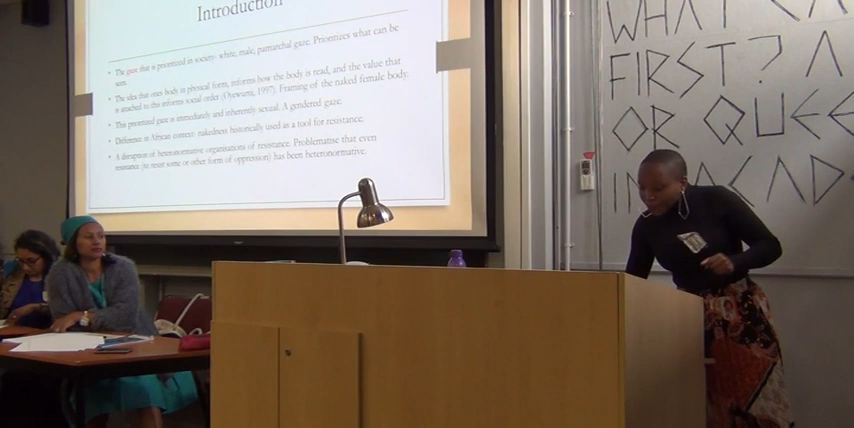 Introduction
• The gaze that is prioritized in society- white, male, patriarchal gaze. Prioritizes what can be
seen.
• The idea that ones body in physical form, informs how the body is read, and the value that
is attached to this informs social order (Oyewumi, 1997). Framing of the naked female body.
• This prioritized gaze is immediately and inherently sexual. A gendered gaze.
• Difference in African context- nakedness historically used as a tool for resistance.
• A disruption of heteronormative organisations of resistance. Problematise that even
resistance (to resist some or other form of oppression) has been heteronormative.
WHAT CA
FIRST? A
OR QUEE
IN ACAD